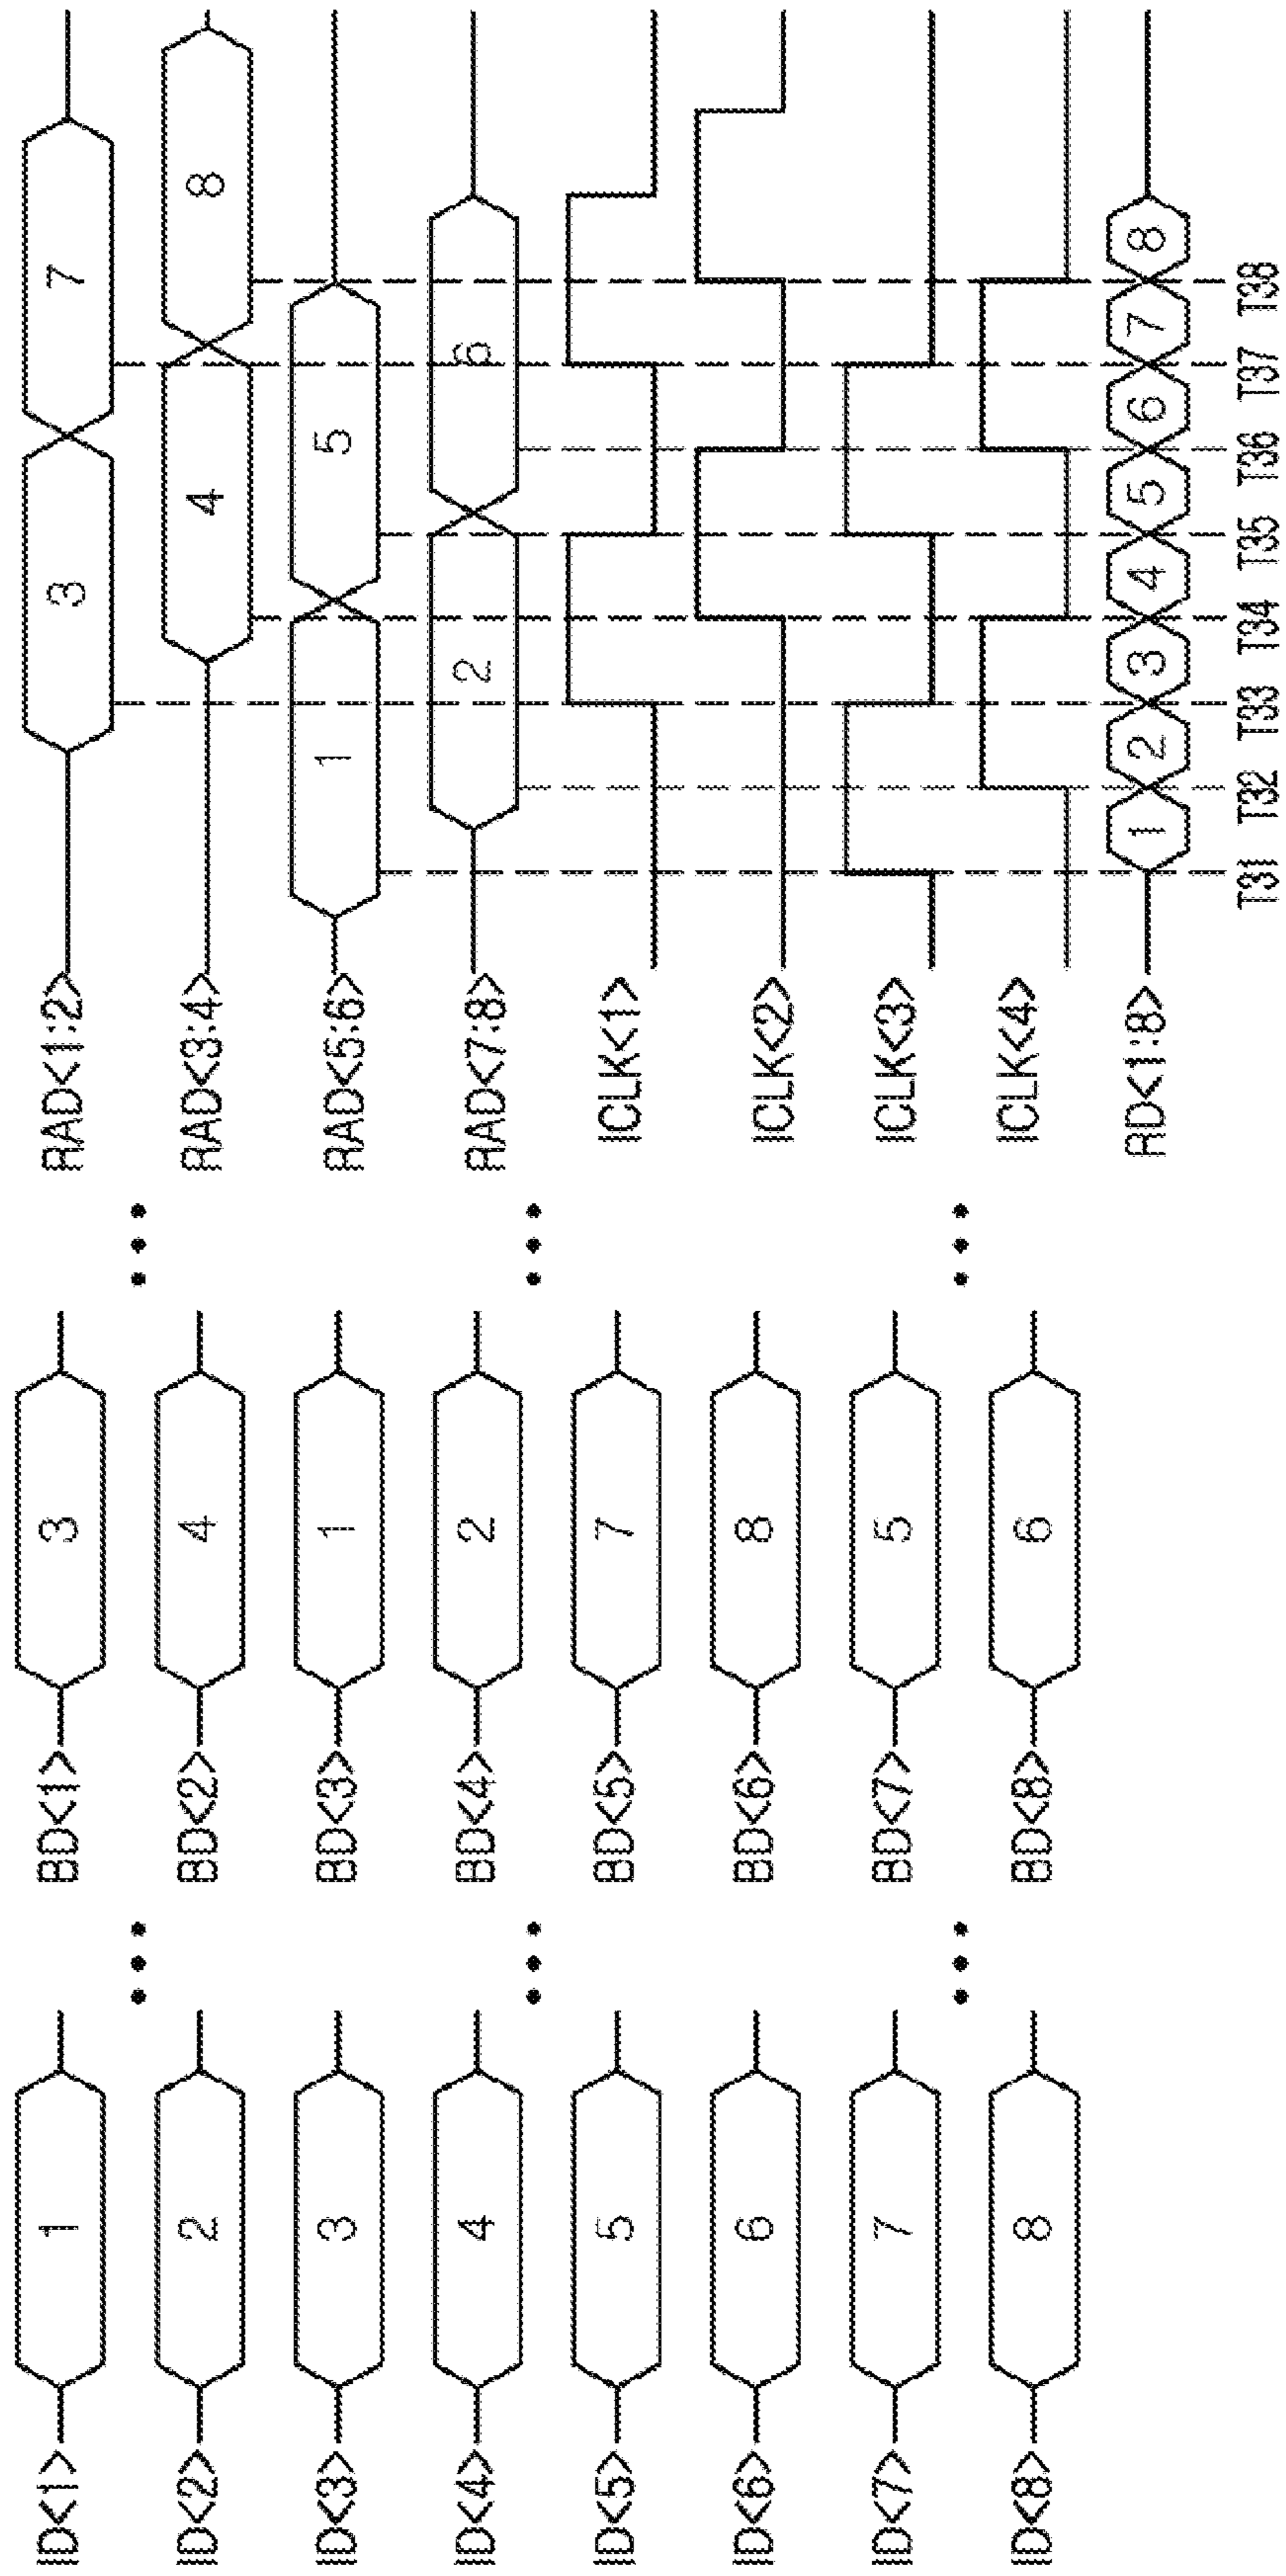 ID<1> 1
ID<2> 2
ID<3> 3
ID<4> 4
ID<5> 5
ID<6> 6
ID<7> 7
ID<8> 8
BD<1> 3
BD<2> 4
BD<3> 1
BD<4> 2
BD<5> 7
BD<6> 8
BD<7> 5
BD<8> 6
RAD<1:2> 3 7
RAD<3:4> 4 8
RAD<5:6> 1 5
RAD<7:8> 2 6
ICLK<1>
ICLK<2>
ICLK<3>
ICLK<4>
RD<1:8> 1 2 3 4 5 6 7 8
T31 T32 T33 T34 T35 T36 T37 T38